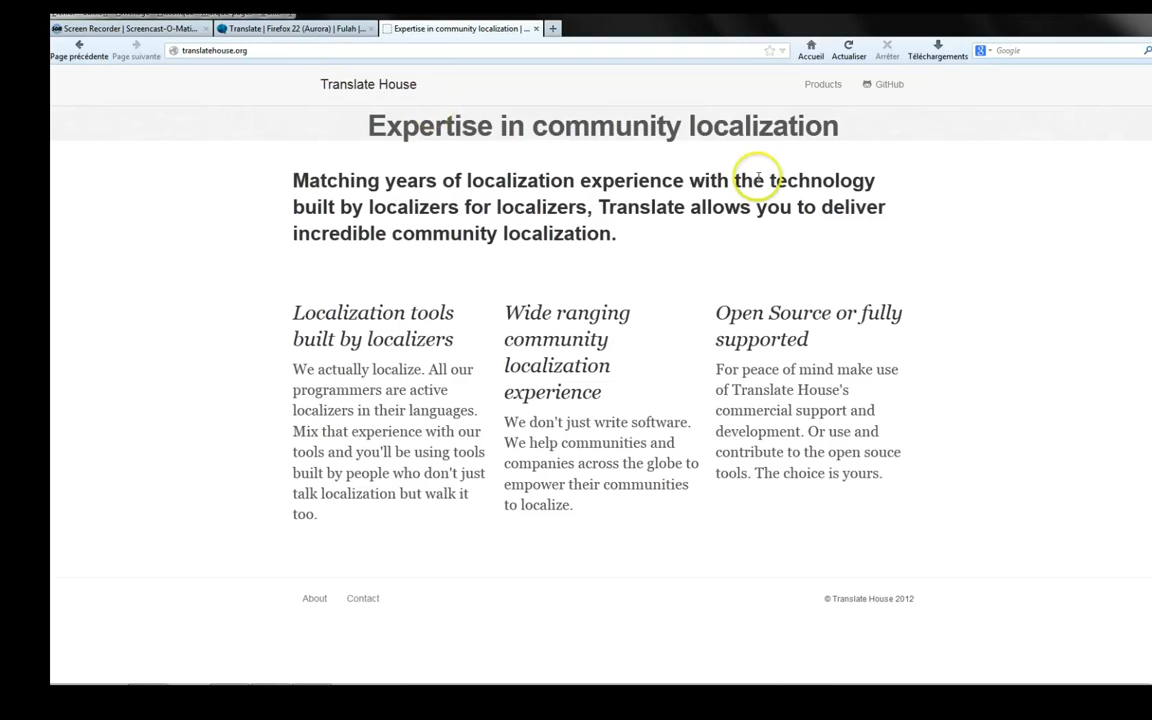 Screen Recorder | Screencast-O-Mati...
Translate | Firefox 22 (Aurora) | Fulah |...
Expertise in community localization | ...
Page précédente
Page suivante
translatehouse.org
Accueil
Actualiser
Arrêter
Téléchargements
Google
Translate House
Products
GitHub
Expertise in community localization
Matching years of localization experience with the technology
built by localizers for localizers, Translate allows you to deliver
incredible community localization.
Localization tools
built by localizers
We actually localize. All our
programmers are active
localizers in their languages.
Mix that experience with our
tools and you'll be using tools
built by people who don't just
talk localization but walk it
too.
Wide ranging
community
localization
experience
We don't just write software.
We help communities and
companies across the globe to
empower their communities
to localize.
Open Source or fully
supported
For peace of mind make use
of Translate House's
commercial support and
development. Or use and
contribute to the open souce
tools. The choice is yours.
About
Contact
© Translate House 2012